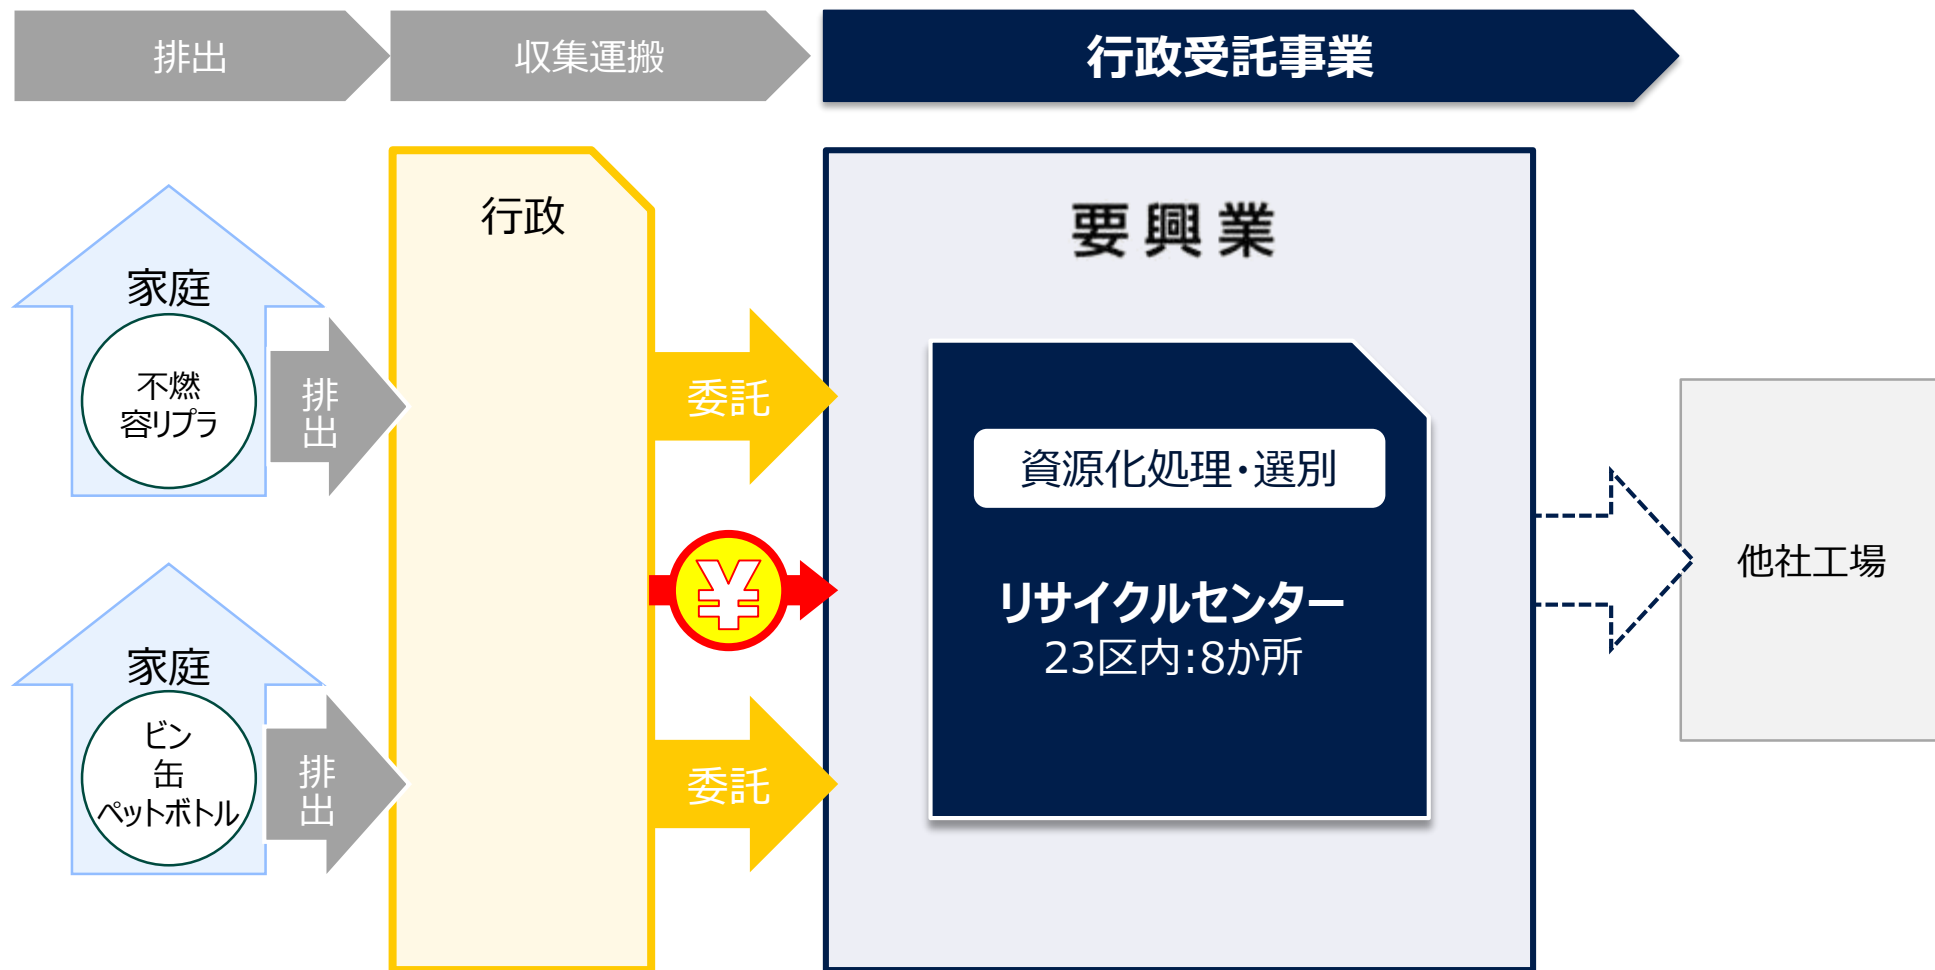 排出
収集運搬
行政受託事業
家庭
不燃
容リプラ
排出
家庭
ビン
缶
ペットボトル
排出
行政
委託
¥
委託
要興業
資源化処理・選別
リサイクルセンター
23区内:8か所
他社工場